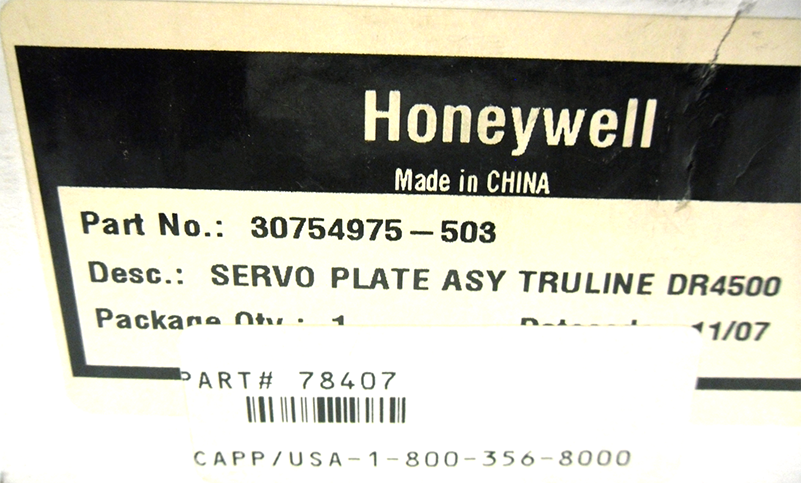 Honeywell
Made in CHINA
Part No.: 30754975-503
Desc.: SERVO PLATE ASY TRULINE DR4500
Package Qty.: 1 Datecode: 11/07
PART# 78407
CAPP/USA-1-800-356-8000